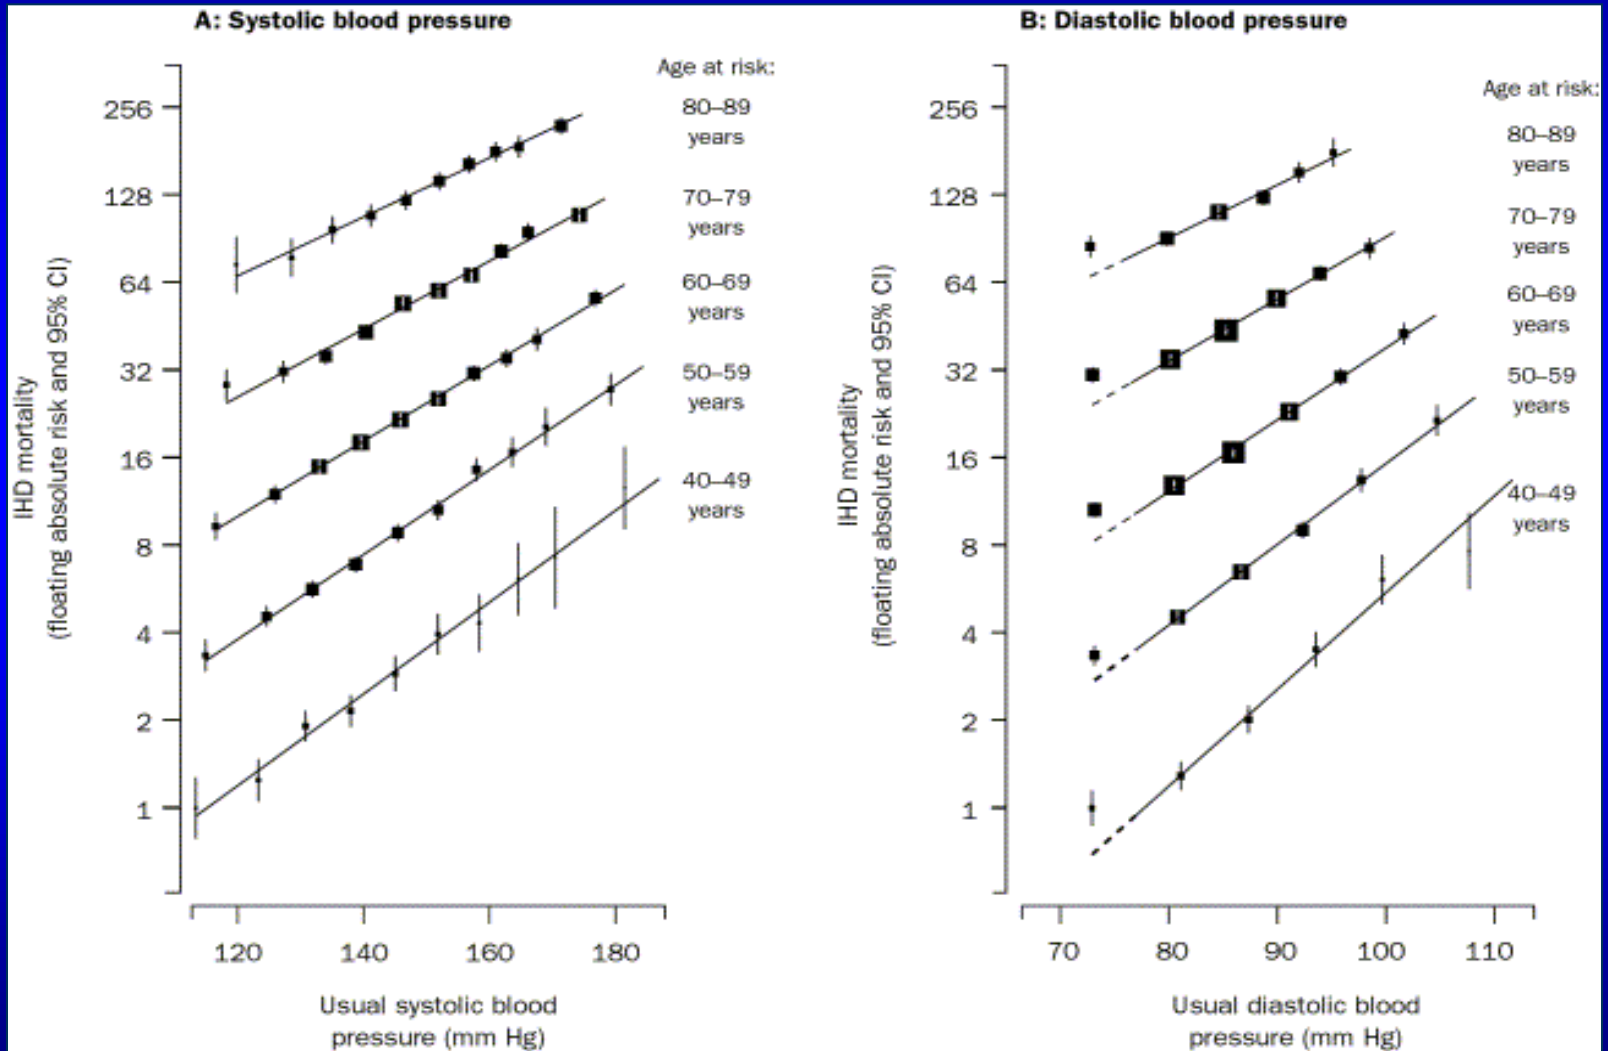 A: Systolic blood pressure
Age at risk:
256
128
64
32
16
8
4
2
1
IHD mortality
(floating absolute risk and 95% CI)
80–89
years
70–79
years
60–69
years
50–59
years
40–49
years
120 140 160 180
Usual systolic blood
pressure (mm Hg)
B: Diastolic blood pressure
Age at risk:
256
128
64
32
16
8
4
2
1
IHD mortality
(floating absolute risk and 95% CI)
80–89
years
70–79
years
60–69
years
50–59
years
40–49
years
70 80 90 100 110
Usual diastolic blood
pressure (mm Hg)